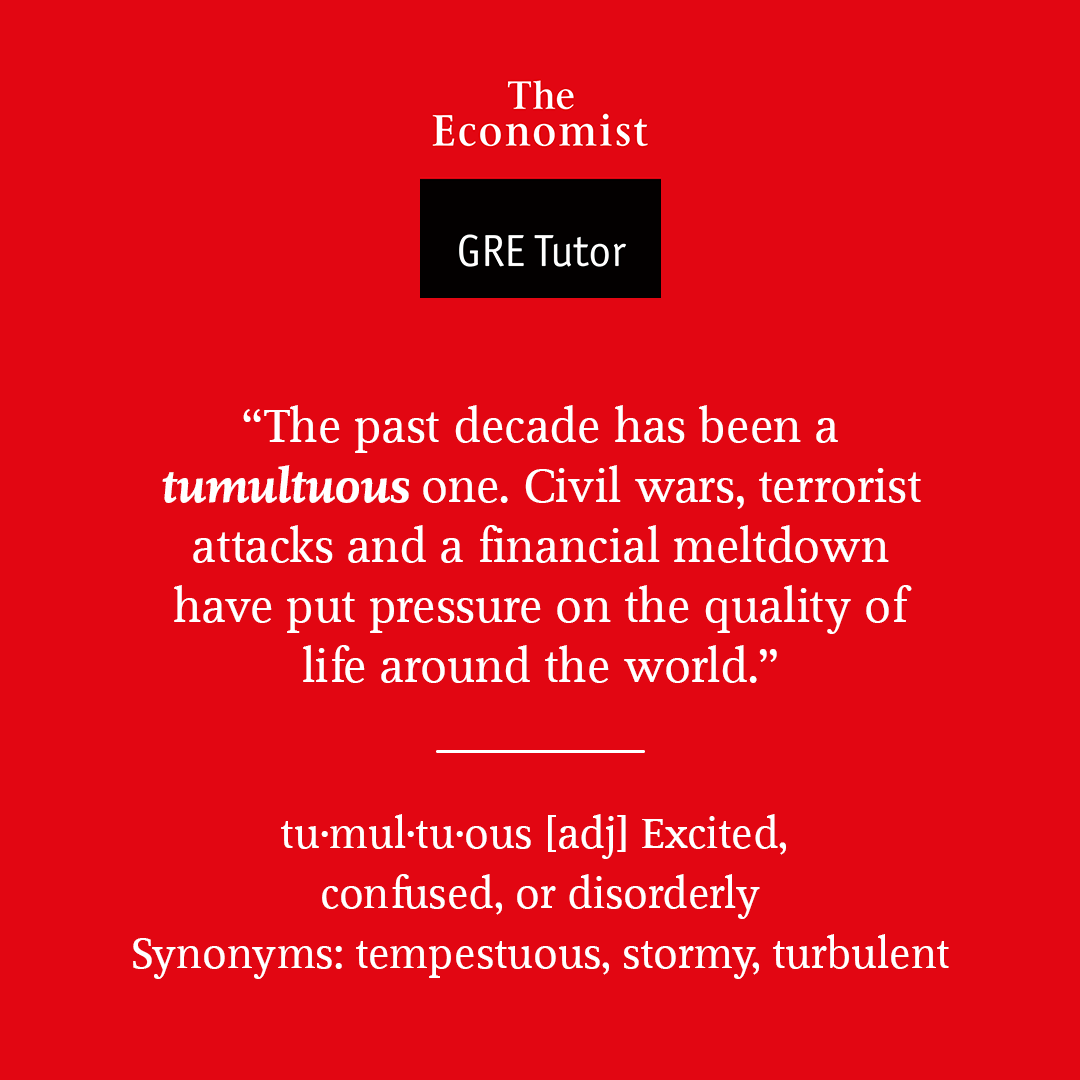 The
Economist
GRE Tutor
“The past decade has been a
tumultuous one. Civil wars, terrorist
attacks and a financial meltdown
have put pressure on the quality of
life around the world.”
tu·mul·tu·ous [adj] Excited,
confused, or disorderly
Synonyms: tempestuous, stormy, turbulent